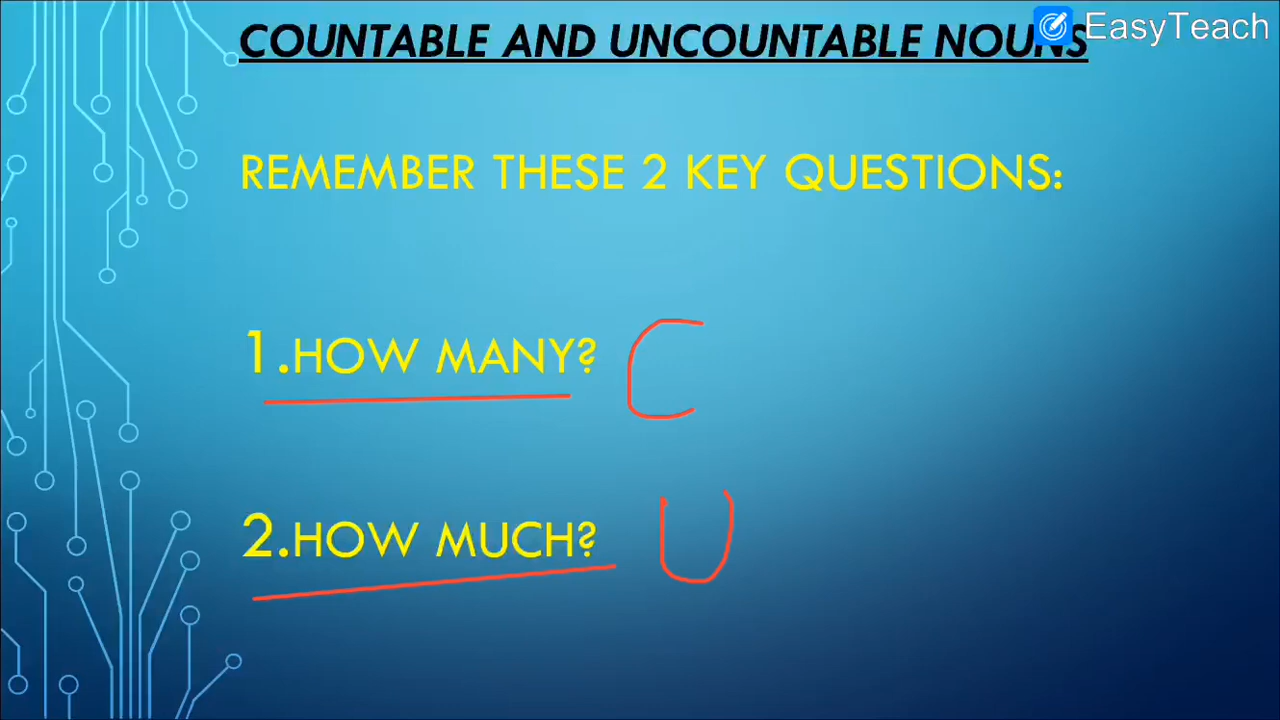 COUNTABLE AND UNCOUNTABLE NOUNS
EasyTeach
REMEMBER THESE 2 KEY QUESTIONS:
1.HOW MANY? C
2.HOW MUCH? U